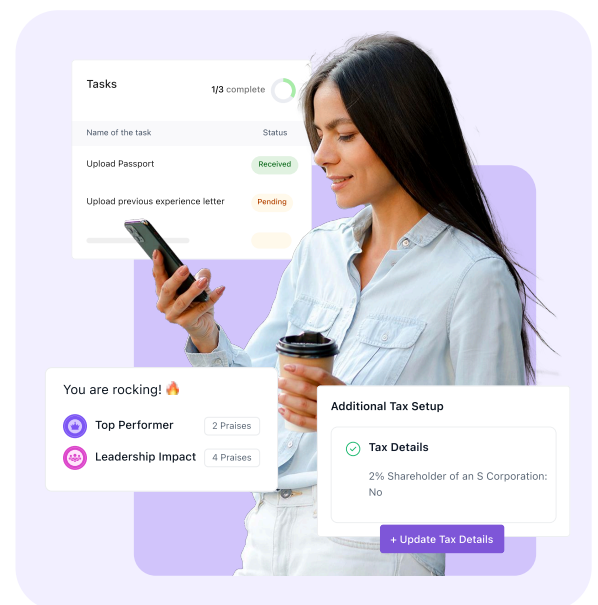 Tasks
1/3 complete
Name of the task Status
Upload Passport Received
Upload previous experience letter Pending
You are rocking! 🔥
Top Performer 2 Praises
Leadership Impact 4 Praises
Additional Tax Setup
Tax Details
2% Shareholder of an S Corporation:
No
+ Update Tax Details